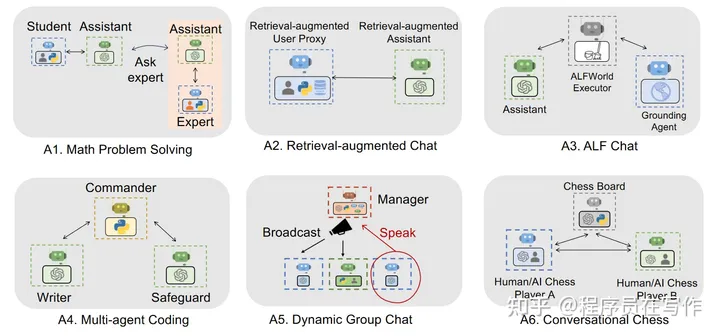 Student
Assistant
Assistant
Ask
expert
Expert
A1. Math Problem Solving
Retrieval-augmented
User Proxy
Retrieval-augmented
Assistant
A2. Retrieval-augmented Chat
ALFWorld
Executor
Assistant
Grounding
Agent
A3. ALF Chat
Commander
Writer
Safeguard
A4. Multi-agent Coding
Manager
Broadcast
Speak
A5. Dynamic Group Chat
Chess Board
Human/AI Chess
Player A
Human/AI Chess
Player B
A6. Conversational Chess
知乎 @程序员在写作